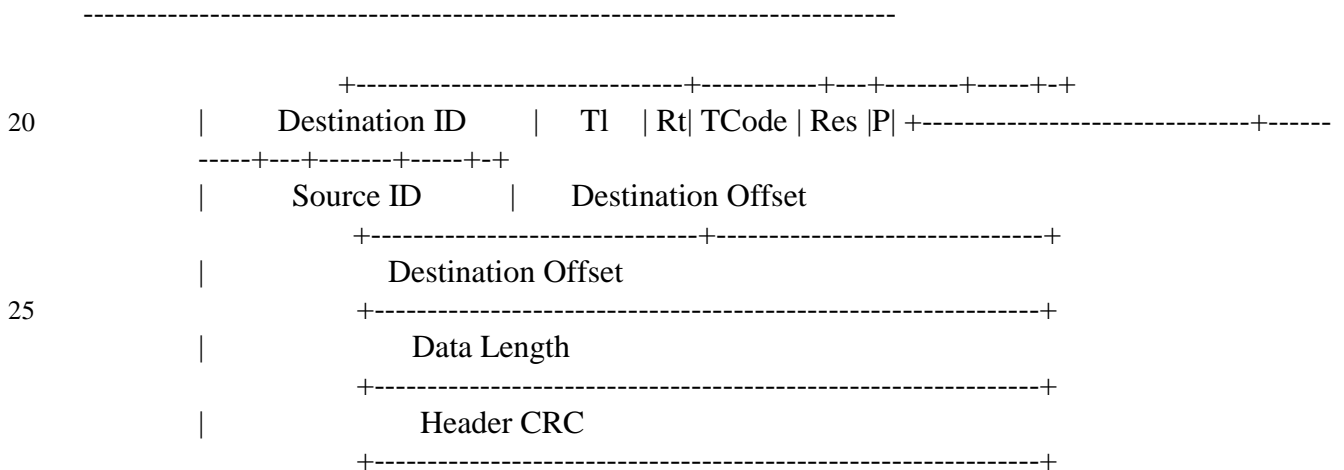 ------------------------------------------------------------------------------
+-------------------------------+-----------+---+-------+-----+-+
20 | Destination ID | Tl | Rt| TCode | Res |P| +-------------------------------+------
-----+---+-------+-----+-+
| Source ID | Destination Offset
+-------------------------------+-------------------------------+
| Destination Offset
25 +---------------------------------------------------------------+
| Data Length
+---------------------------------------------------------------+
| Header CRC
+---------------------------------------------------------------+